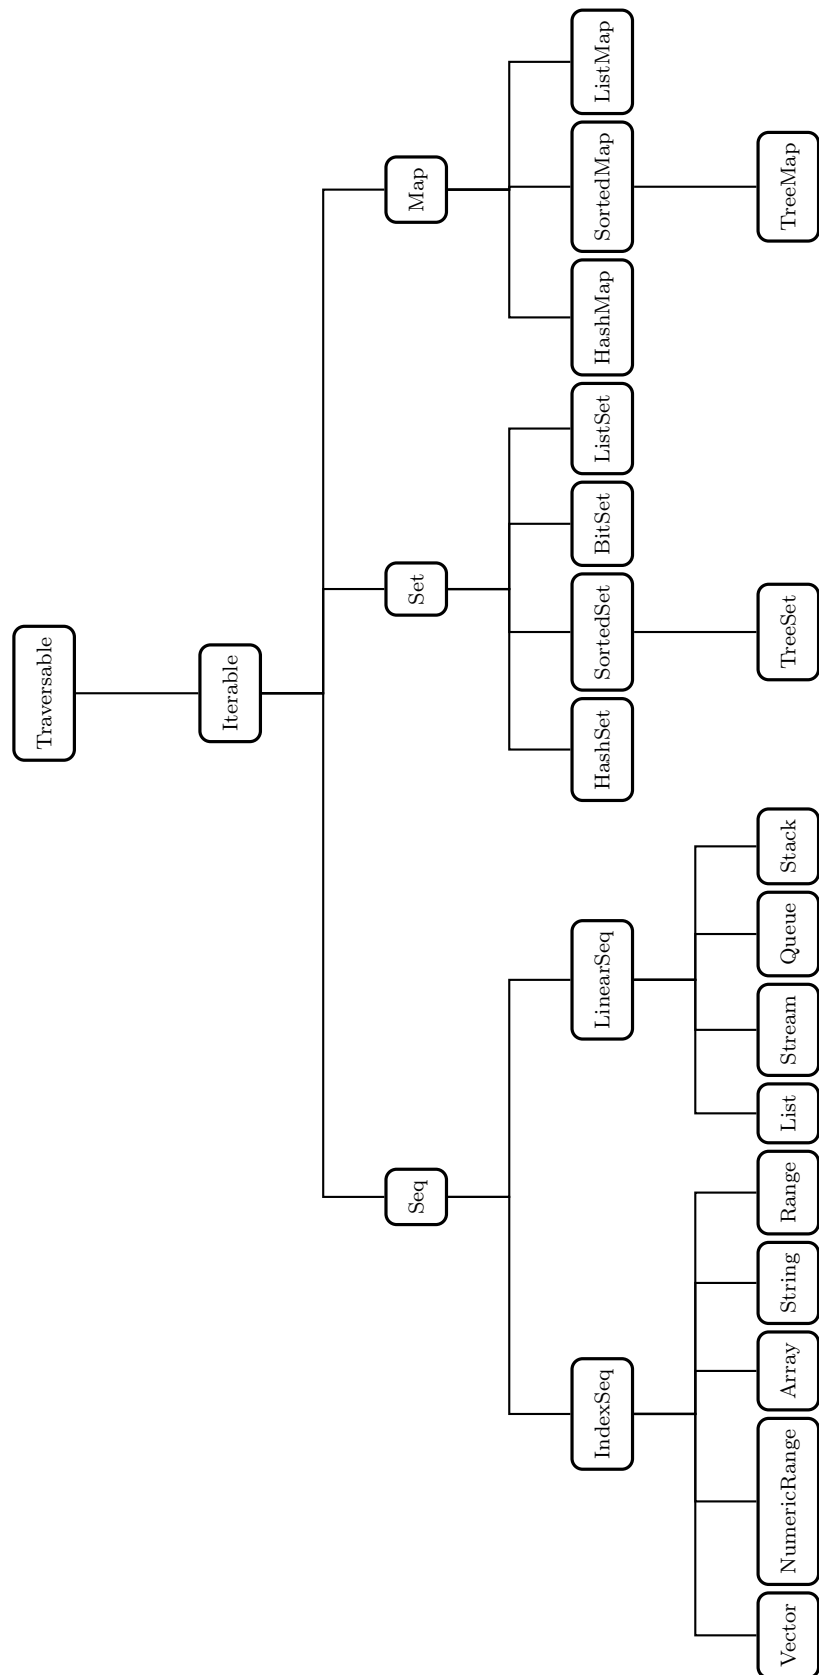 Traversable
Iterable
Seq
Set
Map
IndexSeq
LinearSeq
HashSet
SortedSet
BitSet
ListSet
HashMap
SortedMap
ListMap
Vector
NumericRange
Array
String
Range
List
Stream
Queue
Stack
TreeSet
TreeMap